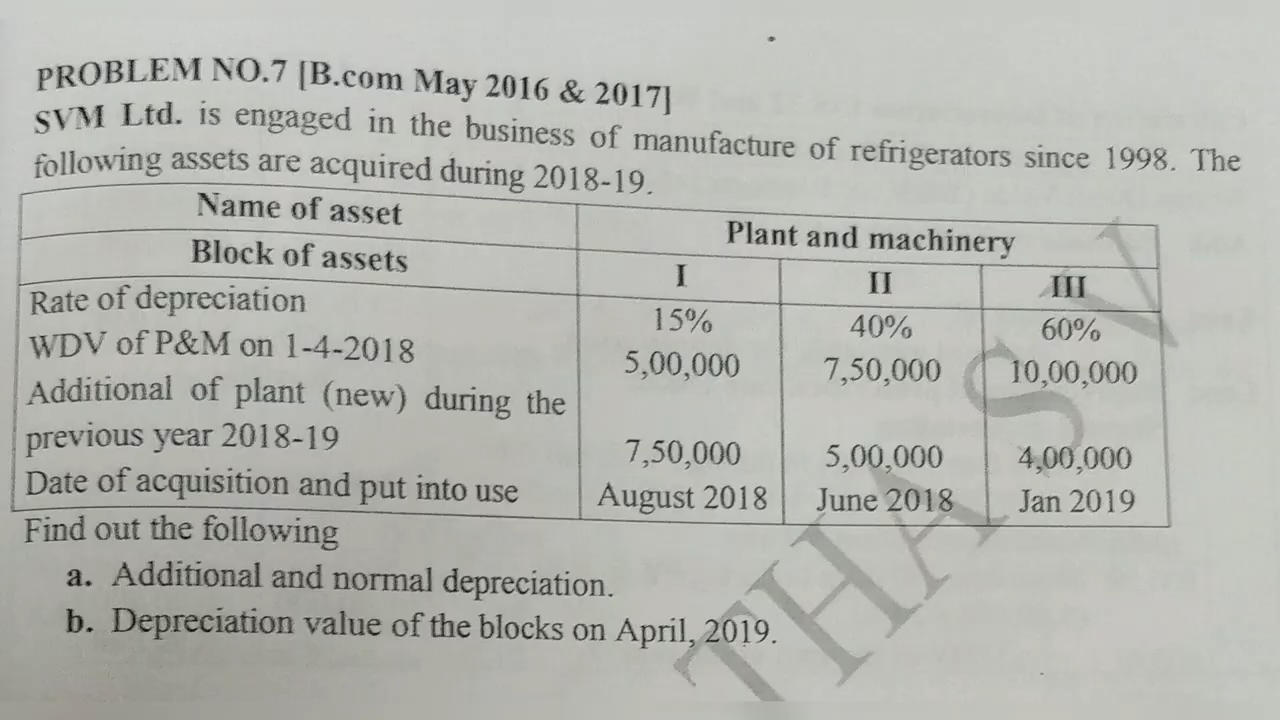 PROBLEM NO.7 [B.com May 2016 & 2017]
SVM Ltd. is engaged in the business of manufacture of refrigerators since 1998. The
following assets are acquired during 2018-19.
Name of asset Plant and machinery
Block of assets I II III
Rate of depreciation 15% 40% 60%
WDV of P&M on 1-4-2018 5,00,000 7,50,000 10,00,000
Additional of plant (new) during the
previous year 2018-19 7,50,000 5,00,000 4,00,000
Date of acquisition and put into use August 2018 June 2018 Jan 2019
Find out the following
a. Additional and normal depreciation.
b. Depreciation value of the blocks on April, 2019.
THASV